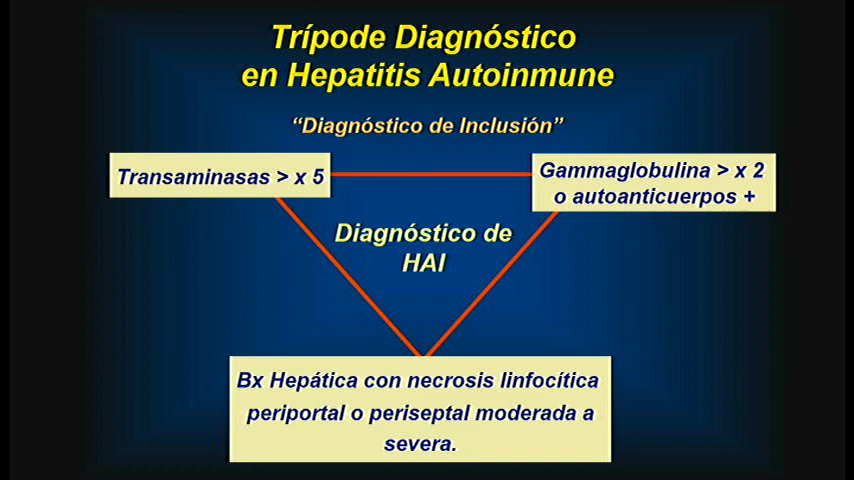 Trípode Diagnóstico
en Hepatitis Autoinmune
“Diagnóstico de Inclusión”
Transaminasas > x 5
Gammaglobulina > x 2
o autoanticuerpos +
Diagnóstico de
HAI
Bx Hepática con necrosis linfocítica
periportal o periseptal moderada a
severa.